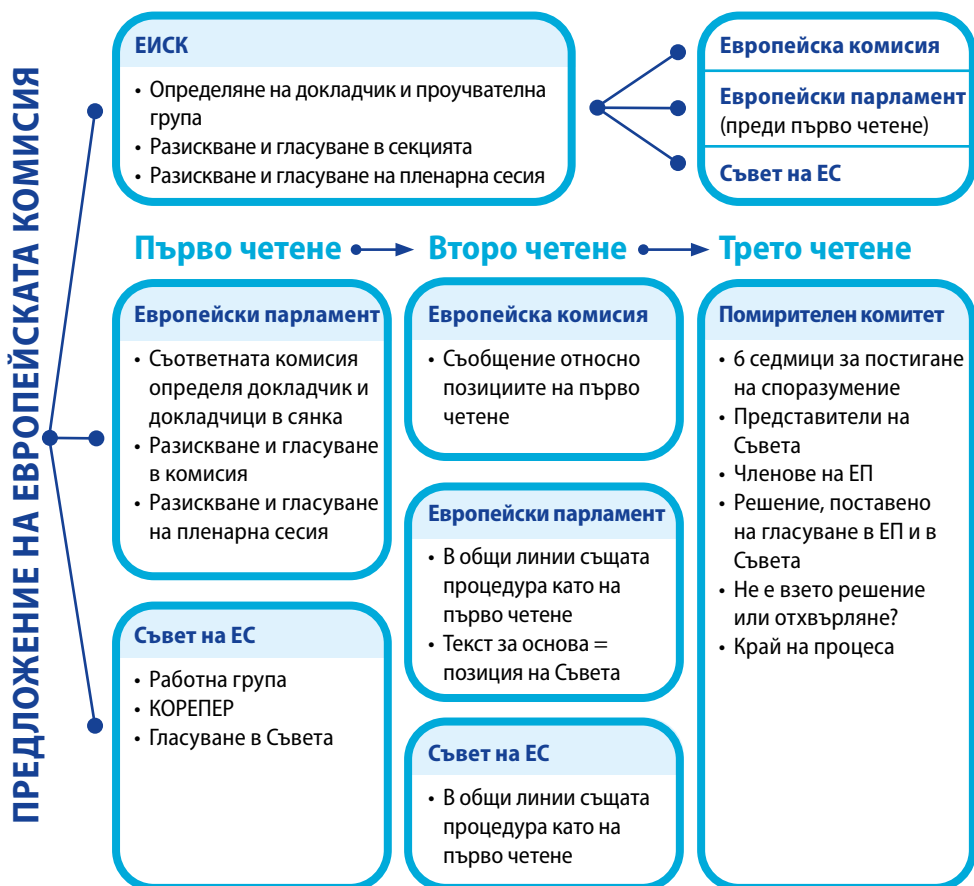 ПРЕДЛОЖЕНИЕ НА ЕВРОПЕЙСКАТА КОМИСИЯ
ЕИСК
• Определяне на докладчик и проучвателна
група
• Разискване и гласуване в секцията
• Разискване и гласуване на пленарна сесия
Европейска комисия
Европейски парламент
(преди първо четене)
Съвет на ЕС
Първо четене
Второ четене
Трето четене
Европейски парламент
• Съответната комисия
определя докладчик и
докладчици в сянка
• Разискване и гласуване
в комисия
• Разискване и гласуване
на пленарна сесия
Съвет на ЕС
• Работна група
• КОРЕПЕР
• Гласуване в Съвета
Европейска комисия
• Съобщение относно
позициите на първо
четене
Европейски парламент
• В общи линии същата
процедура като на
първо четене
• Текст за основа =
позиция на Съвета
Съвет на ЕС
• В общи линии същата
процедура като на
първо четене
Помирителен комитет
• 6 седмици за постигане
на споразумение
• Представители на
Съвета
• Членове на ЕП
• Решение, поставено
на гласуване в ЕП и в
Съвета
• Не е взето решение
или отхвърляне?
• Край на процеса